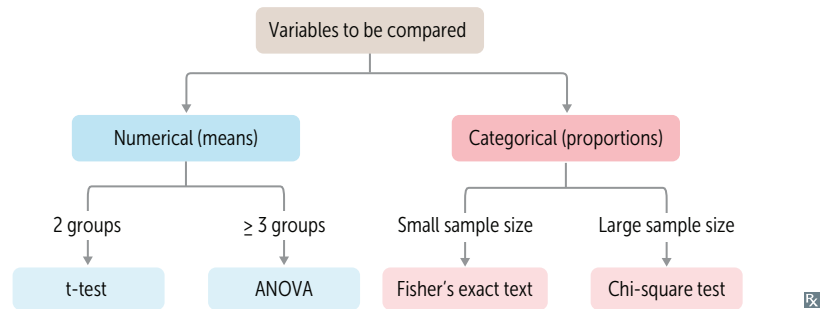 Variables to be compared
Numerical (means)
Categorical (proportions)
2 groups
≥ 3 groups
Small sample size
Large sample size
t-test
ANOVA
Fisher's exact text
Chi-square test
℞